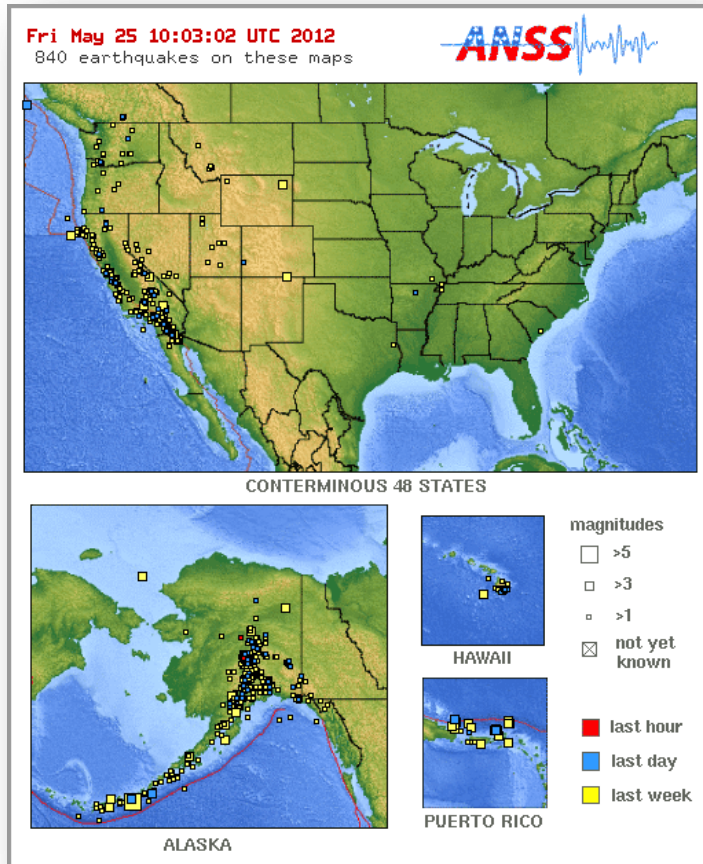 Fri May 25 10:03:02 UTC 2012
840 earthquakes on these maps
ANSS
CONTERMINOUS 48 STATES
magnitudes
>5
>3
>1
not yet
known
HAWAII
last hour
last day
last week
PUERTO RICO
ALASKA